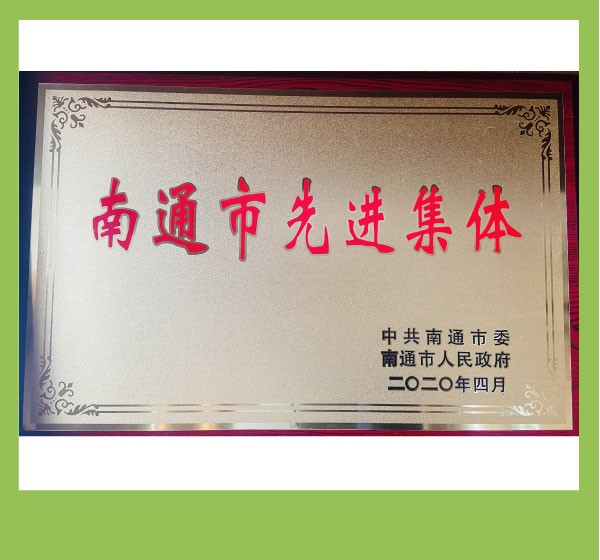 南通市先进集体
中共南通市委
南通市人民政府
二〇二〇年四月